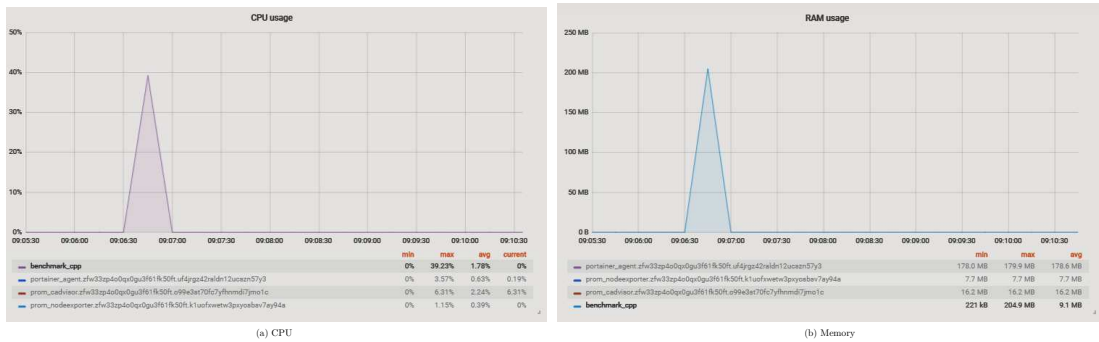 CPU usage
50%
40%
30%
20%
10%
0%
09:05:30 09:06:00 09:06:30 09:07:00 09:07:30 09:08:00 09:08:30 09:09:00 09:09:30 09:10:00 09:10:30
min max avg current
benchmark_cpp 0% 39.23% 1.78% 0%
portainer_agent.zfw33zp4o0qx0gu3f61fk50ft.uf4jrgz42raldn12ucazn57y3 0% 3.57% 0.63% 0.19%
prom_cadvisor.zfw33zp4o0qx0gu3f61fk50ft.o99e3at70fc7yfhnmdi7jmo1c 0% 6.31% 2.24% 6.31%
prom_nodeexporter.zfw33zp4o0qx0gu3f61fk50ft.k1uofxwetw3pxyoabav7ay94a 0% 1.15% 0.39% 0%
(a) CPU
RAM usage
250 MB
200 MB
150 MB
100 MB
50 MB
0 B
09:05:30 09:06:00 09:06:30 09:07:00 09:07:30 09:08:00 09:08:30 09:09:00 09:09:30 09:10:00 09:10:30
min max avg
portainer_agent.zfw33zp4o0qx0gu3f61fk50ft.uf4jrgz42raldn12ucazn57y3 178.0 MB 179.9 MB 178.6 MB
prom_nodeexporter.zfw33zp4o0qx0gu3f61fk50ft.k1uofxwetw3pxyoabav7ay94a 7.7 MB 7.7 MB 7.7 MB
prom_cadvisor.zfw33zp4o0qx0gu3f61fk50ft.o99e3at70fc7yfhnmdi7jmo1c 16.2 MB 16.2 MB 16.2 MB
benchmark_cpp 221 kB 204.9 MB 9.1 MB
(b) Memory